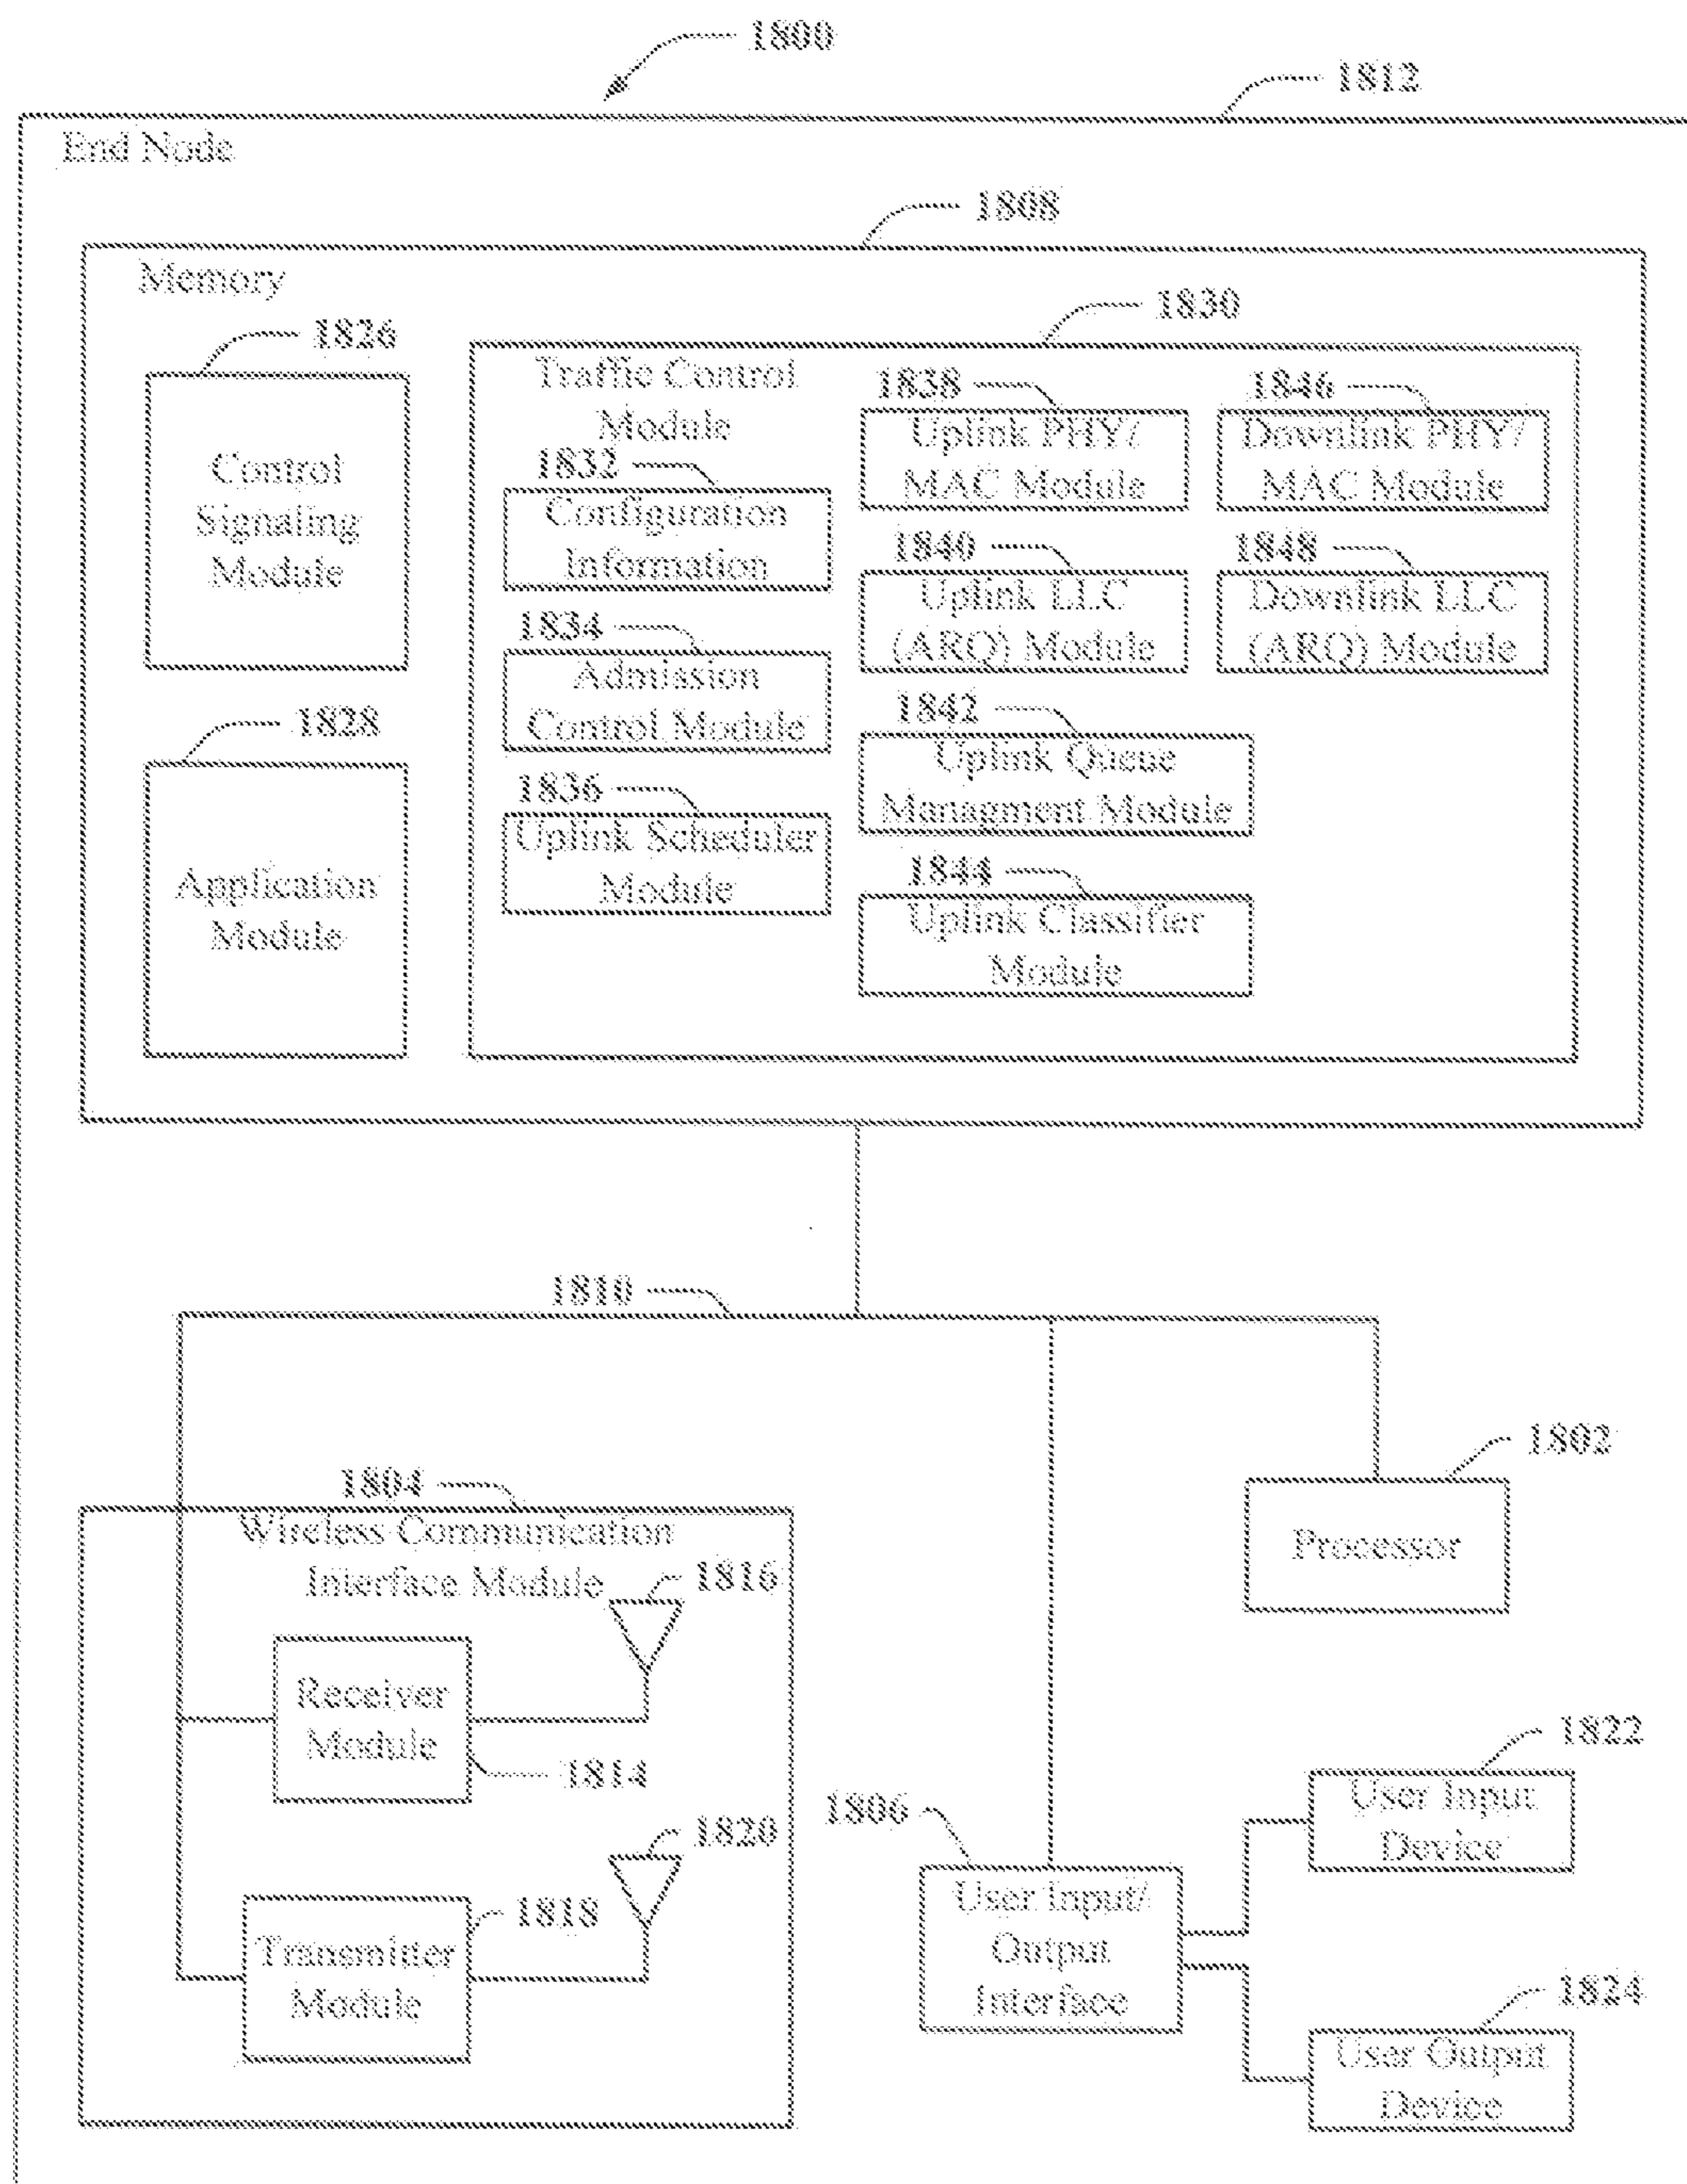 1800
1812
End Node
1808
Memory
1830
1826
Control
Signaling
Module
1828
Application
Module
Traffic Control
Module
1832
Configuration
Information
1834
Admission
Control Module
1836
Uplink Scheduler
Module
1838
Uplink PHY/
MAC Module
1840
Uplink LLC
(ARQ) Module
1842
Uplink Queue
Managment Module
1844
Uplink Classifier
Module
1846
Downlink PHY/
MAC Module
1848
Downlink LLC
(ARQ) Module
1810
1802
Processor
1804
Wireless Communication
Interface Module
1816
Receiver
Module
1814
1820
1818
Transmitter
Module
1806
User Input/
Output
Interface
1822
User Input
Device
1824
User Output
Device